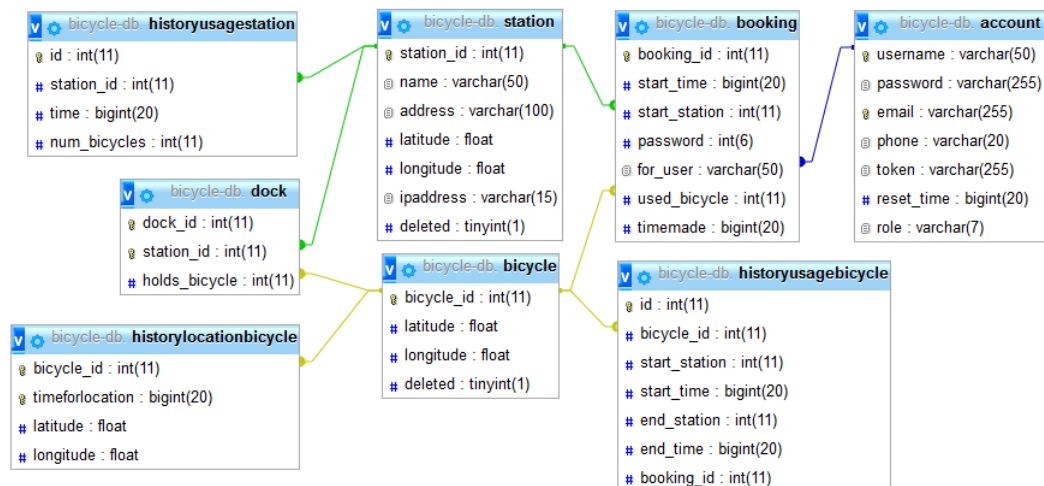 bicycle-db. historyusagestation
id : int(11)
station_id : int(11)
time : bigint(20)
num_bicycles : int(11)
bicycle-db. station
station_id : int(11)
name : varchar(50)
address : varchar(100)
latitude : float
longitude : float
ipaddress : varchar(15)
deleted : tinyint(1)
bicycle-db. booking
booking_id : int(11)
start_time : bigint(20)
start_station : int(11)
password : int(6)
for_user : varchar(50)
used_bicycle : int(11)
timemade : bigint(20)
bicycle-db. account
username : varchar(50)
password : varchar(255)
email : varchar(255)
phone : varchar(20)
token : varchar(255)
reset_time : bigint(20)
role : varchar(7)
bicycle-db. dock
dock_id : int(11)
station_id : int(11)
holds_bicycle : int(11)
bicycle-db. bicycle
bicycle_id : int(11)
latitude : float
longitude : float
deleted : tinyint(1)
bicycle-db. historyusagebicycle
id : int(11)
bicycle_id : int(11)
start_station : int(11)
start_time : bigint(20)
end_station : int(11)
end_time : bigint(20)
booking_id : int(11)
bicycle-db. historylocationbicycle
bicycle_id : int(11)
timeforlocation : bigint(20)
latitude : float
longitude : float